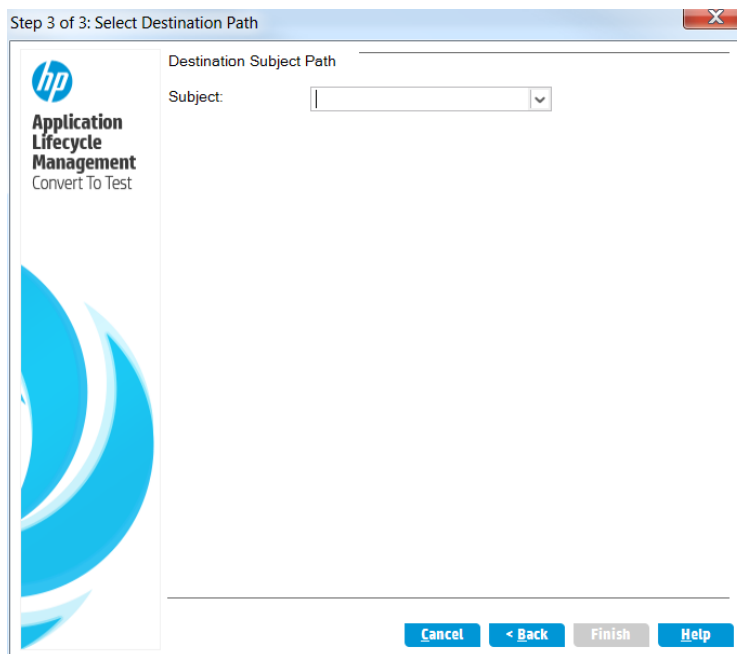 Step 3 of 3: Select Destination Path
X
hp
Application
Lifecycle
Management
Convert To Test
Destination Subject Path
Subject:
Cancel
< Back
Finish
Help